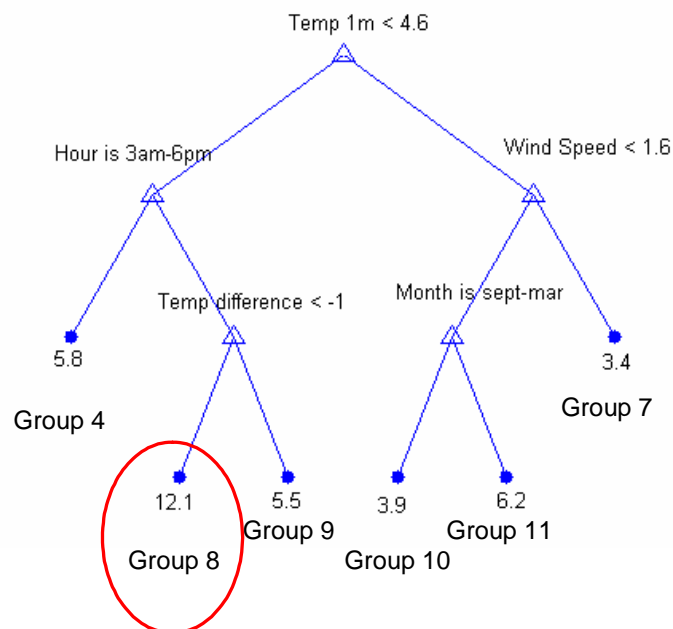 Temp 1m < 4.6
Hour is 3am-6pm
Wind Speed < 1.6
Temp difference < -1
Month is sept-mar
5.8
Group 4
3.4
Group 7
12.1
Group 8
5.5
Group 9
3.9
Group 10
6.2
Group 11